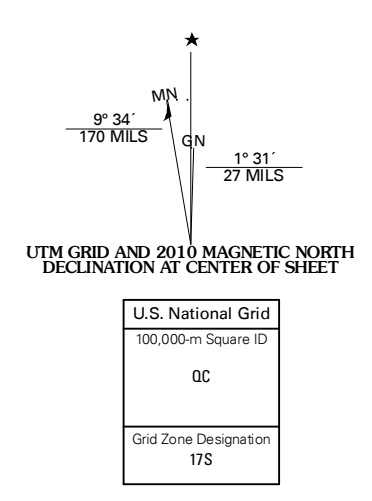 ★
MN
9° 34´
170 MILS
GN
1° 31´
27 MILS
UTM GRID AND 2010 MAGNETIC NORTH
DECLINATION AT CENTER OF SHEET
U.S. National Grid
100,000-m Square ID
QC
Grid Zone Designation
17S